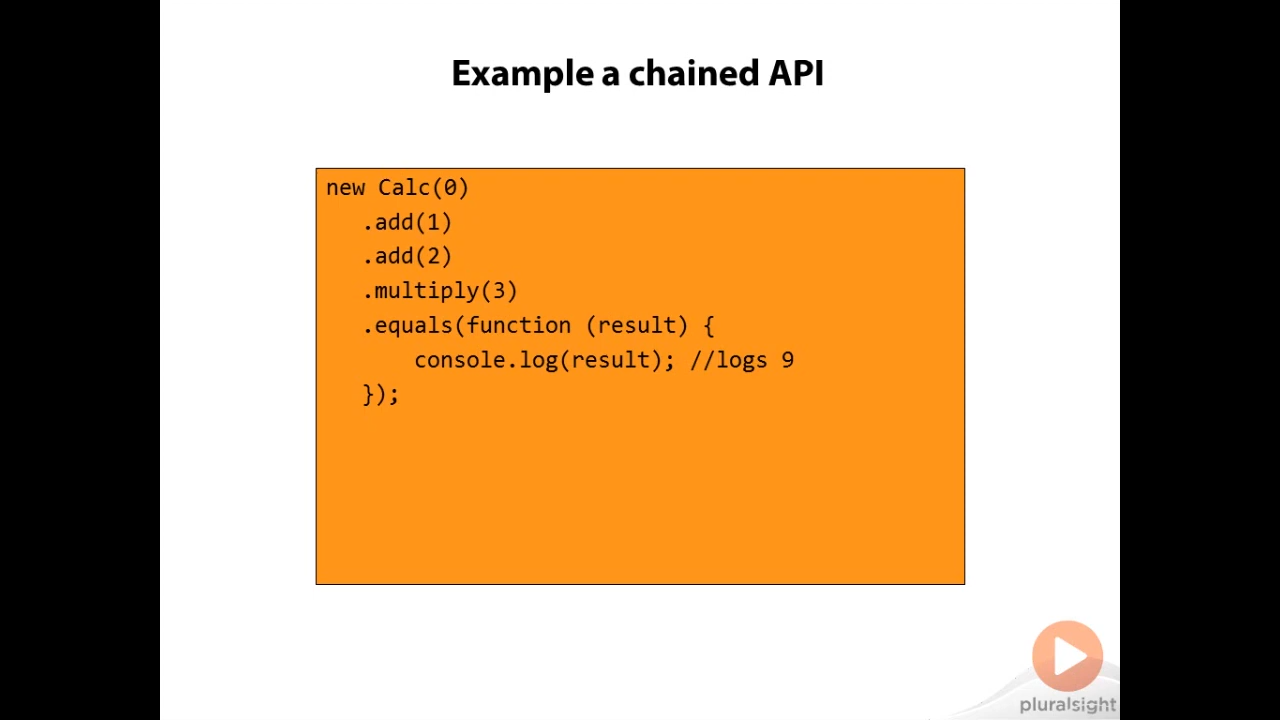 Example a chained API
new Calc(0)
.add(1)
.add(2)
.multiply(3)
.equals(function (result) {
console.log(result); //logs 9
});
pluralsight